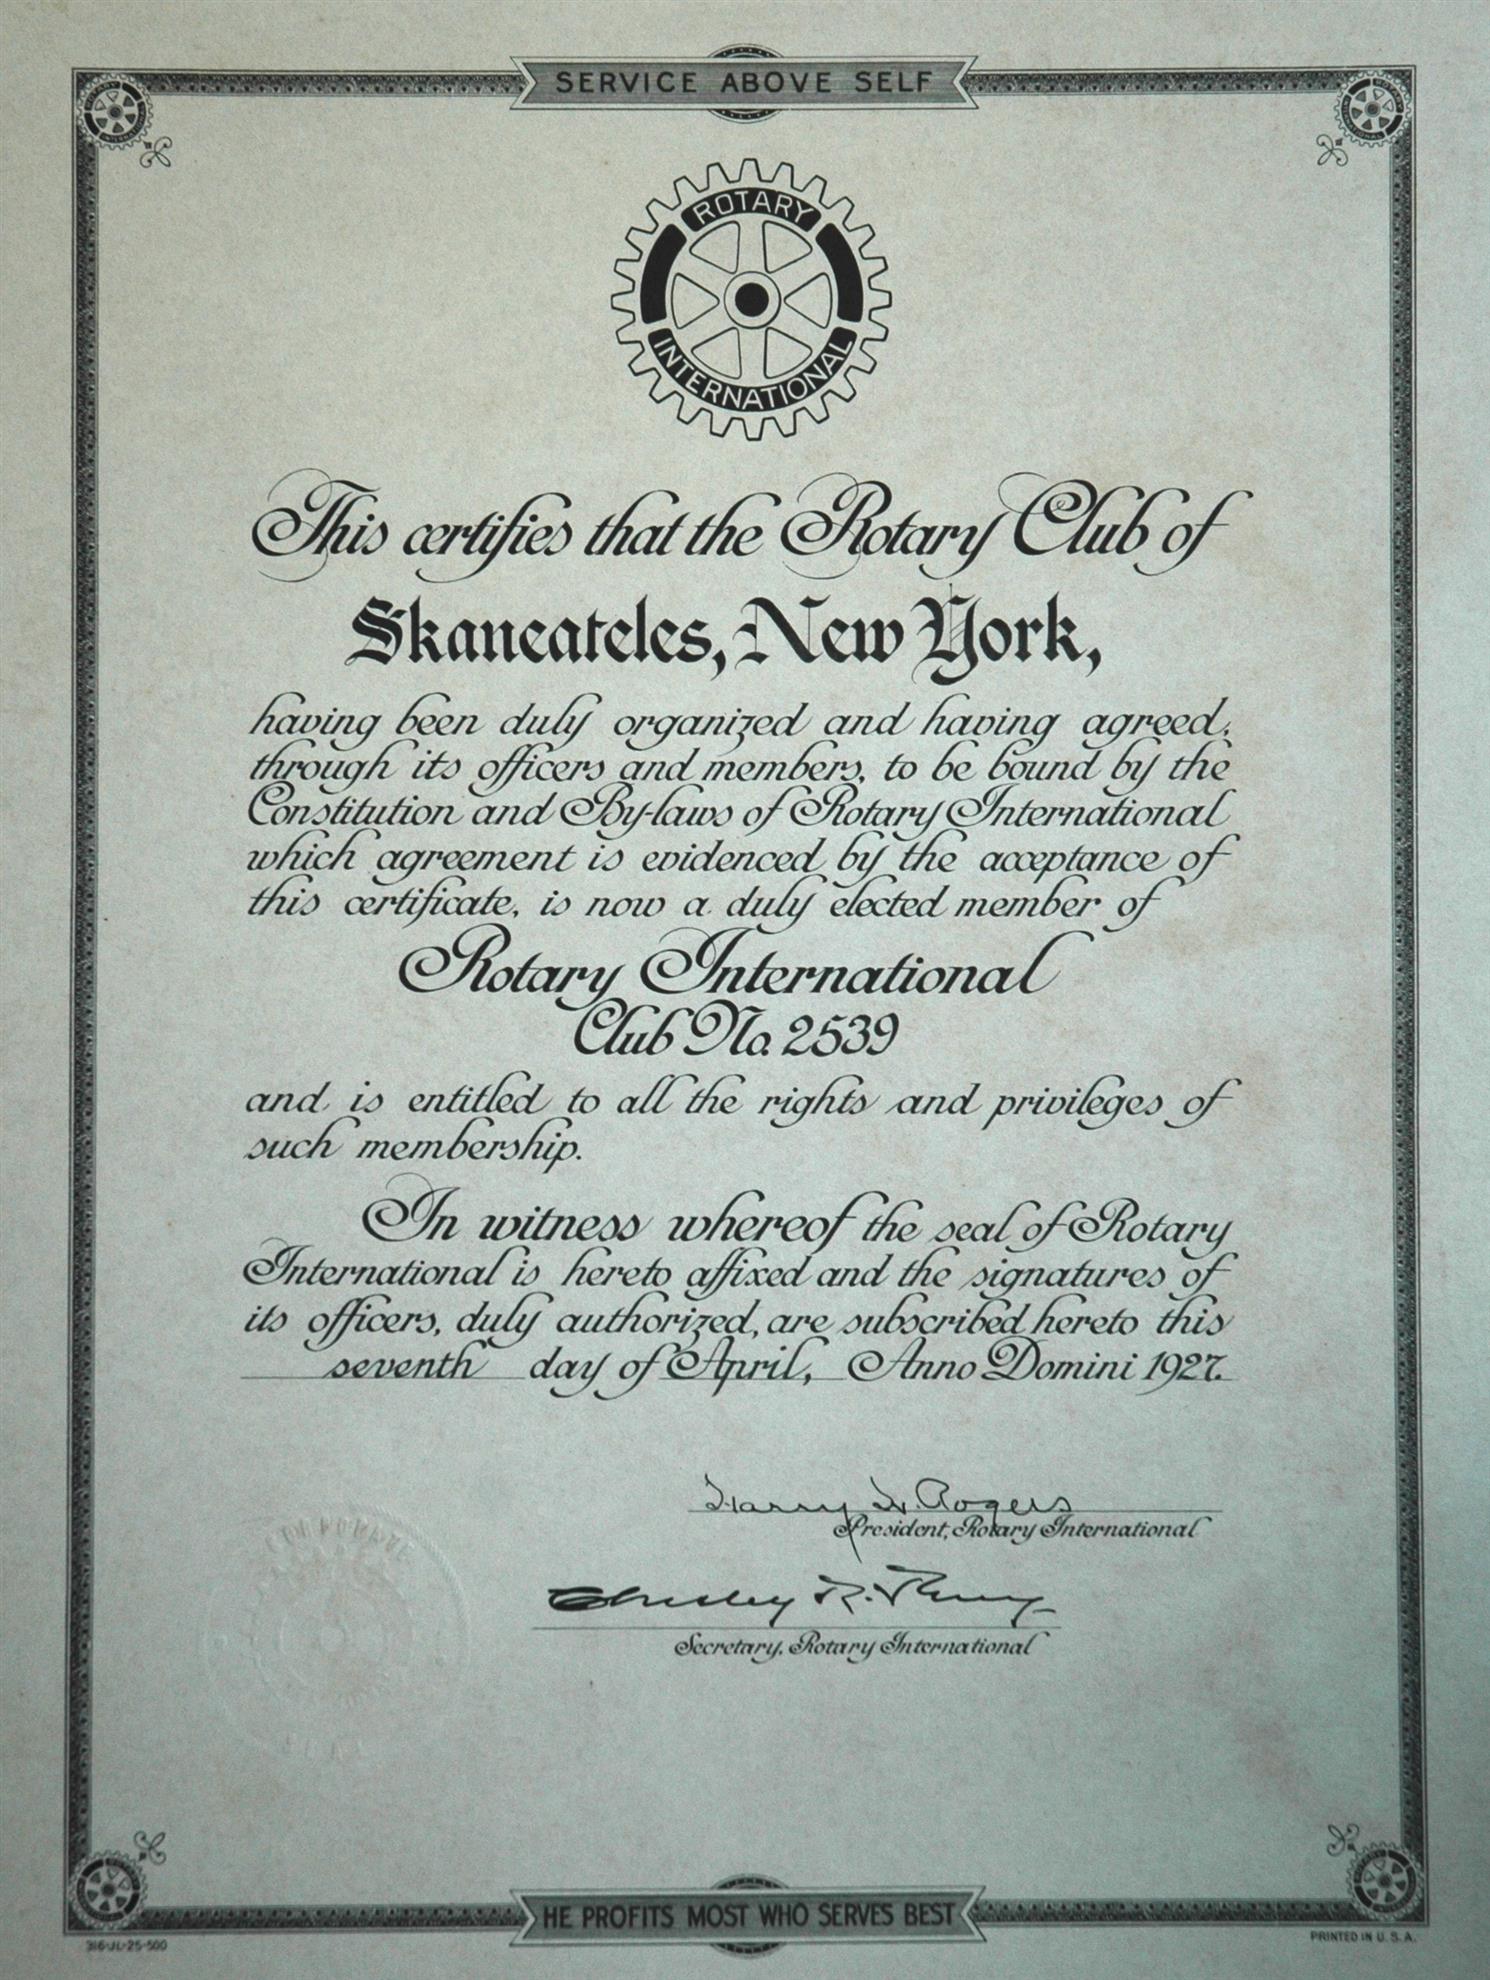 SERVICE ABOVE SELF
ROTARY
INTERNATIONAL
This certifies that the Rotary Club of
Skaneateles, New York,
having been duly organized and having agreed,
through its officers and members, to be bound by the
Constitution and By-laws of Rotary International
which agreement is evidenced by the acceptance of
this certificate, is now a duly elected member of
Rotary International
Club No. 2539
and is entitled to all the rights and privileges of
such membership.
In witness whereof the seal of Rotary
International is hereto affixed and the signatures of
its officers, duly authorized, are subscribed hereto this
seventh day of April, Anno Domini 1927.
Harry H. Rogers
President, Rotary International
Chesley R. Perry
Secretary, Rotary International
HE PROFITS MOST WHO SERVES BEST
316-JL-25-500
PRINTED IN U. S. A.